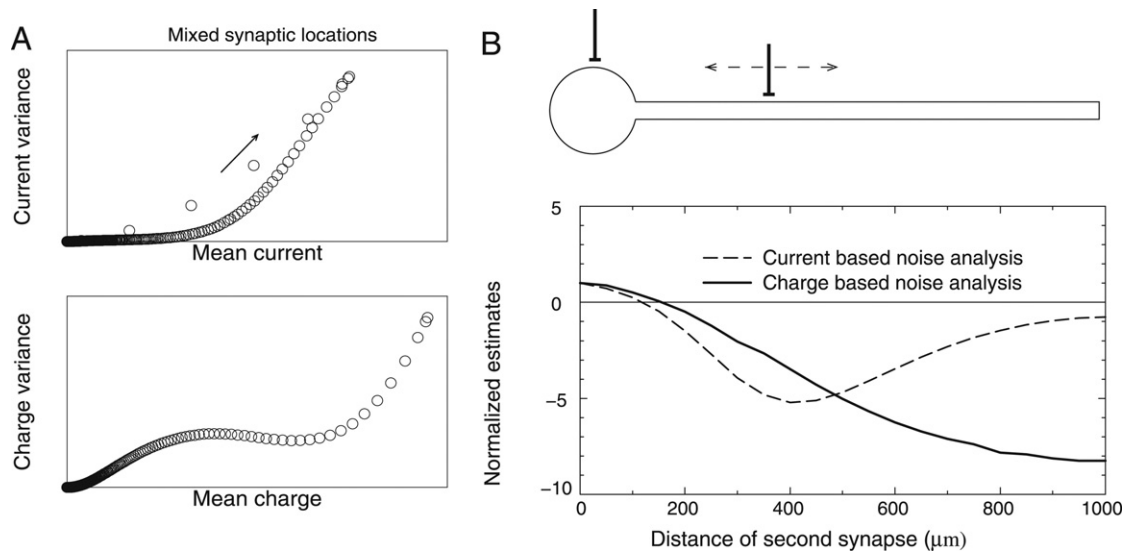 A
Mixed synaptic locations
Current variance
Mean current
Charge variance
Mean charge
B
5
0
−5
−10
Normalized estimates
Current based noise analysis
Charge based noise analysis
0 200 400 600 800 1000
Distance of second synapse (μm)